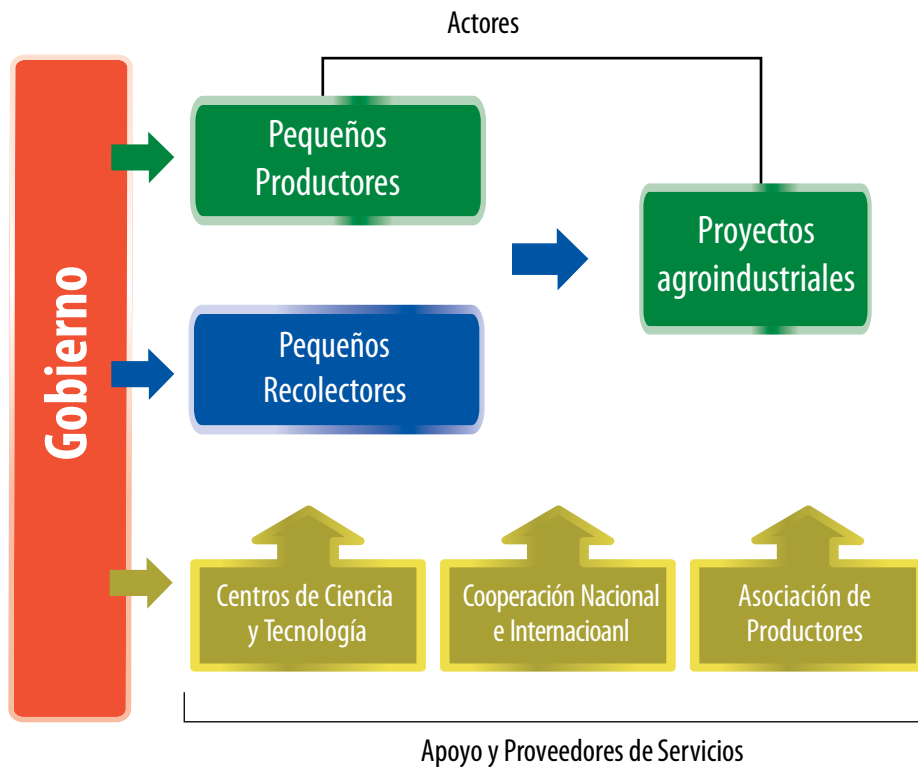 Actores
Gobierno
Pequeños
Productores
Proyectos
agroindustriales
Pequeños
Recolectores
Centros de Ciencia
y Tecnología
Cooperación Nacional
e Internacioanl
Asociación de
Productores
Apoyo y Proveedores de Servicios